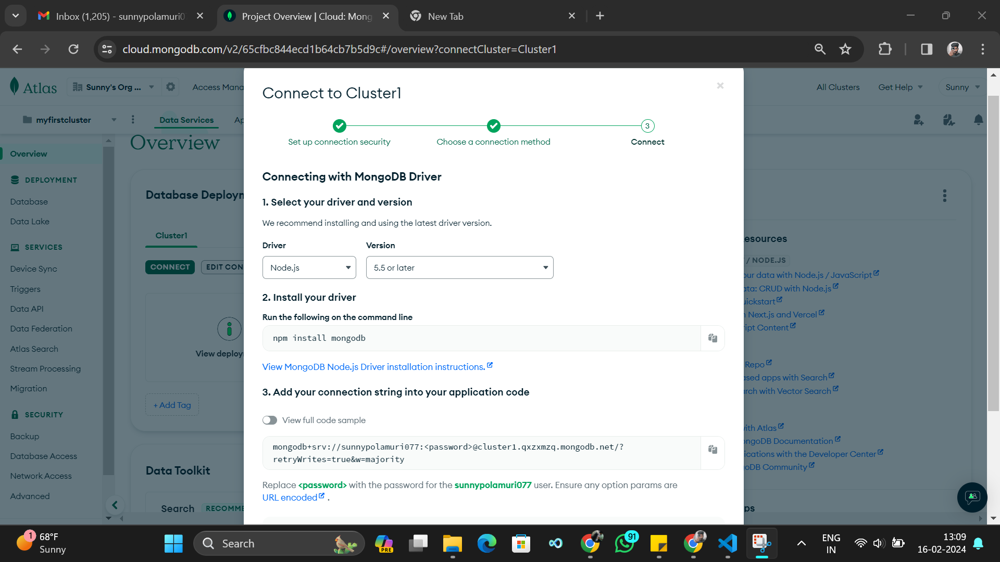 Inbox (1,205) - sunnypolamuri0
Project Overview | Cloud: Mong
New Tab
cloud.mongodb.com/v2/65cfbc844ecd1b64cb7b5d9c#/overview?connectCluster=Cluster1
Atlas
Sunny's Org ...
Access Mana
All Clusters
Get Help
Sunny
myfirstcluster
Data Services
Ap
Overview
Overview
DEPLOYMENT
Database
Data Lake
SERVICES
Device Sync
Triggers
Data API
Data Federation
Atlas Search
Stream Processing
Migration
SECURITY
Backup
Database Access
Network Access
Advanced
Database Deployn
Cluster1
CONNECT
EDIT CON
View deploy
+ Add Tag
Data Toolkit
Search
RECOMME
Connect to Cluster1
Set up connection security
Choose a connection method
3
Connect
Connecting with MongoDB Driver
1. Select your driver and version
We recommend installing and using the latest driver version.
Driver
Version
Node.js
5.5 or later
2. Install your driver
Run the following on the command line
npm install mongodb
View MongoDB Node.js Driver installation instructions.
3. Add your connection string into your application code
View full code sample
mongodb+srv://sunnypolamuri077:<password>@cluster1.qxzxmzq.mongodb.net/?
retryWrites=true&w=majority
Replace <password> with the password for the sunnypolamuri077 user. Ensure any option params are
URL encoded .
esources
/ NODE.JS
our data with Node.js / JavaScript
ata: CRUD with Node.js
uickstart
n Next.js and Vercel
ript Content
Repo
ased apps with Search
rch with Vector Search
vith Atlas
ongoDB Documentation
ications with the Developer Center
oDB Community
ps
1
68°F
Sunny
Search
PRE
91
ENG
IN
13:09
16-02-2024